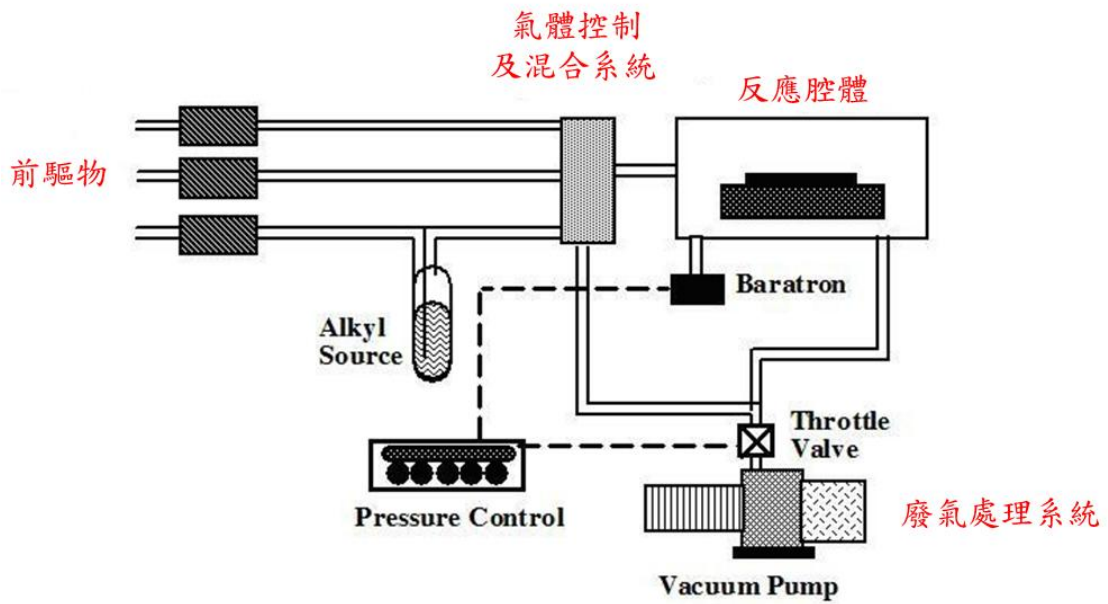 氣體控制
及混合系統
反應腔體
前驅物
Baratron
Alkyl
Source
Throttle
Valve
Pressure Control
廢氣處理系統
Vacuum Pump